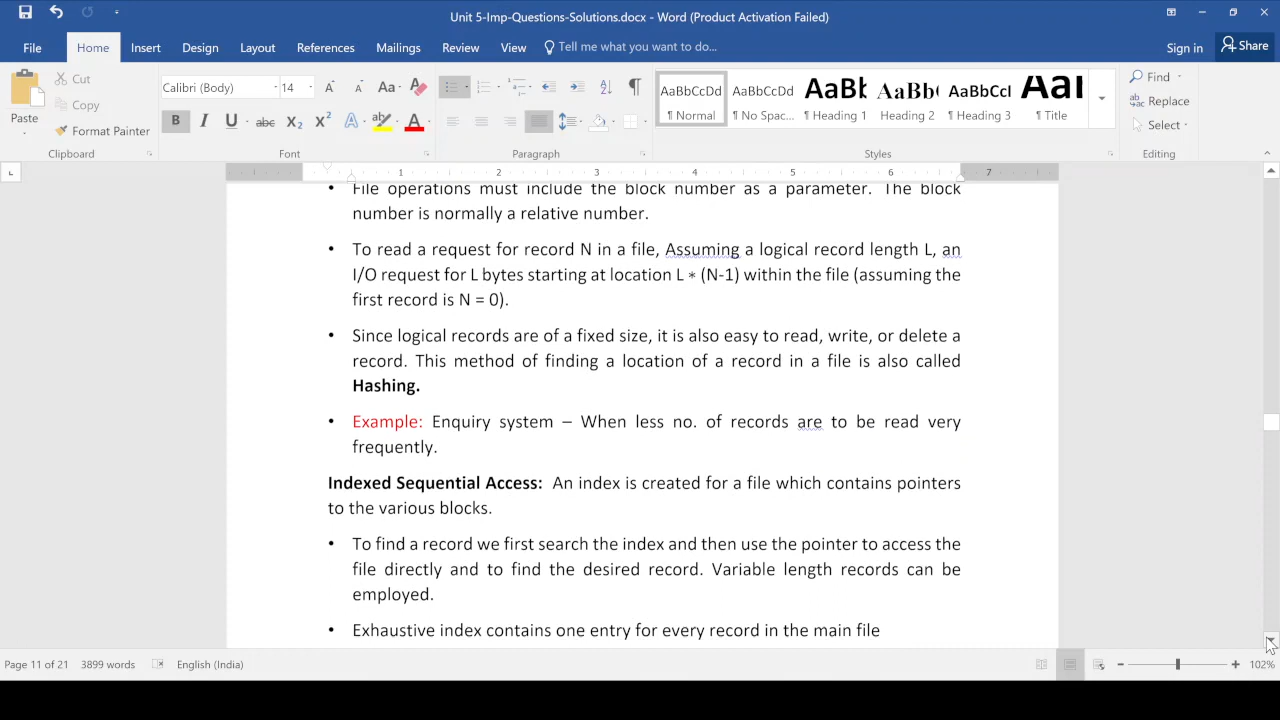 Unit 5-Imp-Questions-Solutions.docx - Word (Product Activation Failed)
File Home Insert Design Layout References Mailings Review View Tell me what you want to do... Sign in Share
Paste
Cut
Copy
Format Painter
Clipboard
Calibri (Body) 14
Font
Paragraph
AaBbCcDd AaBbCcDd AaBb AaBb AaBbCc AaB
¶ Normal ¶ No Spac... ¶ Heading 1 Heading 2 ¶ Heading 3 ¶ Title
Styles
Find
Replace
Select
Editing
1 2 3 4 5 6 7
• File operations must include the block number as a parameter. The block
number is normally a relative number.
• To read a request for record N in a file, Assuming a logical record length L, an
I/O request for L bytes starting at location L * (N-1) within the file (assuming the
first record is N = 0).
• Since logical records are of a fixed size, it is also easy to read, write, or delete a
record. This method of finding a location of a record in a file is also called
Hashing.
• Example: Enquiry system – When less no. of records are to be read very
frequently.
Indexed Sequential Access: An index is created for a file which contains pointers
to the various blocks.
• To find a record we first search the index and then use the pointer to access the
file directly and to find the desired record. Variable length records can be
employed.
• Exhaustive index contains one entry for every record in the main file
Page 11 of 21 3899 words English (India) 102%